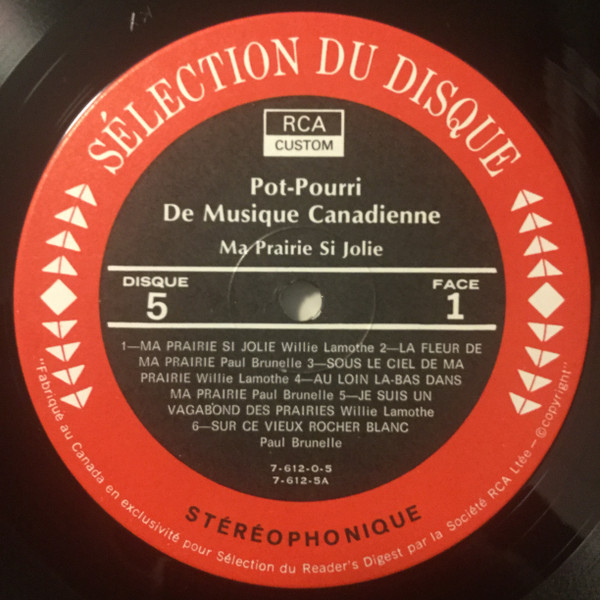 SÉLECTION DU DISQUE
RCA
CUSTOM
Pot-Pourri
De Musique Canadienne
Ma Prairie Si Jolie
DISQUE
5
FACE
1
1—MA PRAIRIE SI JOLIE Willie Lamothe 2—LA FLEUR DE
MA PRAIRIE Paul Brunelle 3—SOUS LE CIEL DE MA
PRAIRIE Willie Lamothe 4—AU LOIN LA-BAS DANS
MA PRAIRIE Paul Brunelle 5—JE SUIS UN
VAGABOND DES PRAIRIES Willie Lamothe
6—SUR CE VIEUX ROCHER BLANC
Paul Brunelle
7-612-0-5
7-612-5A
STÉRÉOPHONIQUE
"Fabriqué au Canada en exclusivité pour Sélection du Reader's Digest par la Société RCA Ltée – © copyright"